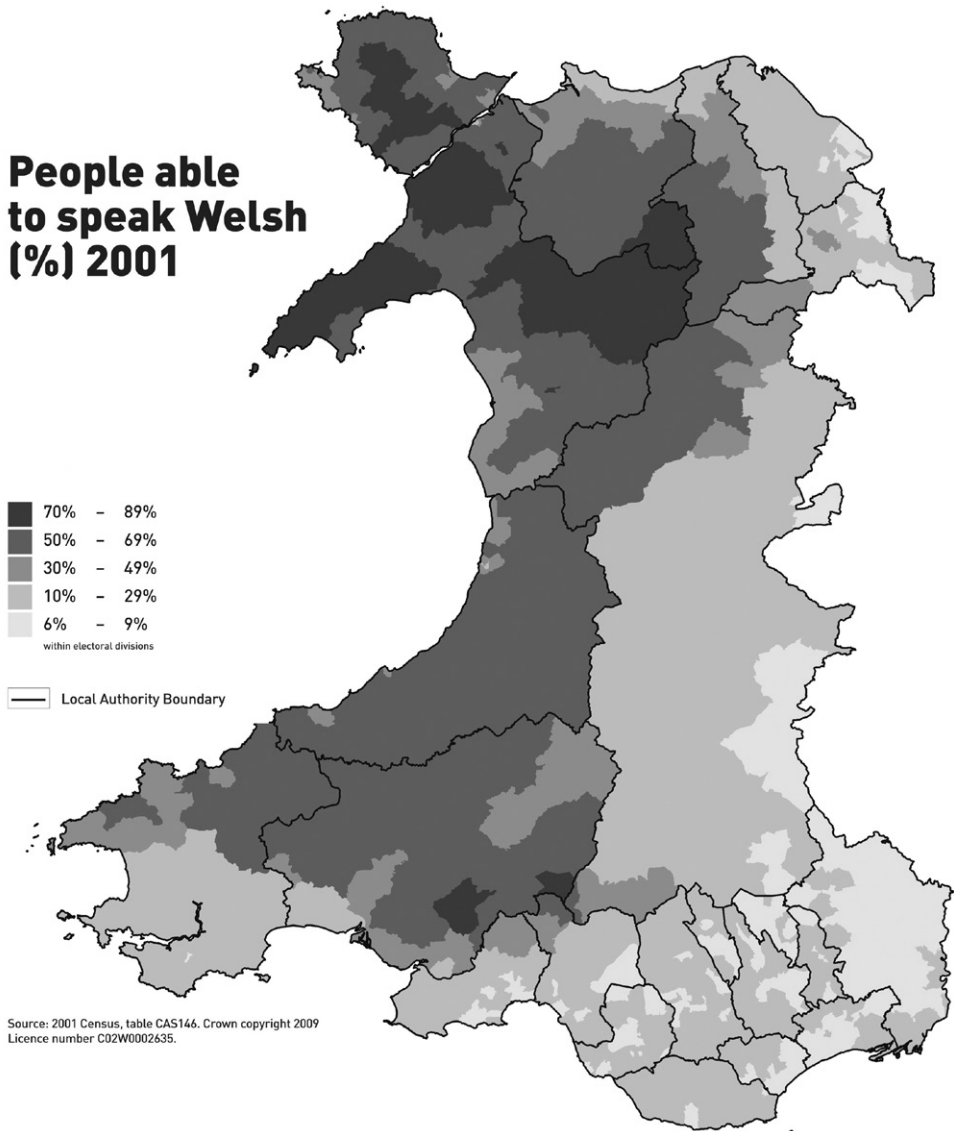 People able
to speak Welsh
(%) 2001
70% – 89%
50% – 69%
30% – 49%
10% – 29%
6% – 9%
within electoral divisions
Local Authority Boundary
Source: 2001 Census, table CAS146. Crown copyright 2009
Licence number C02W0002635.